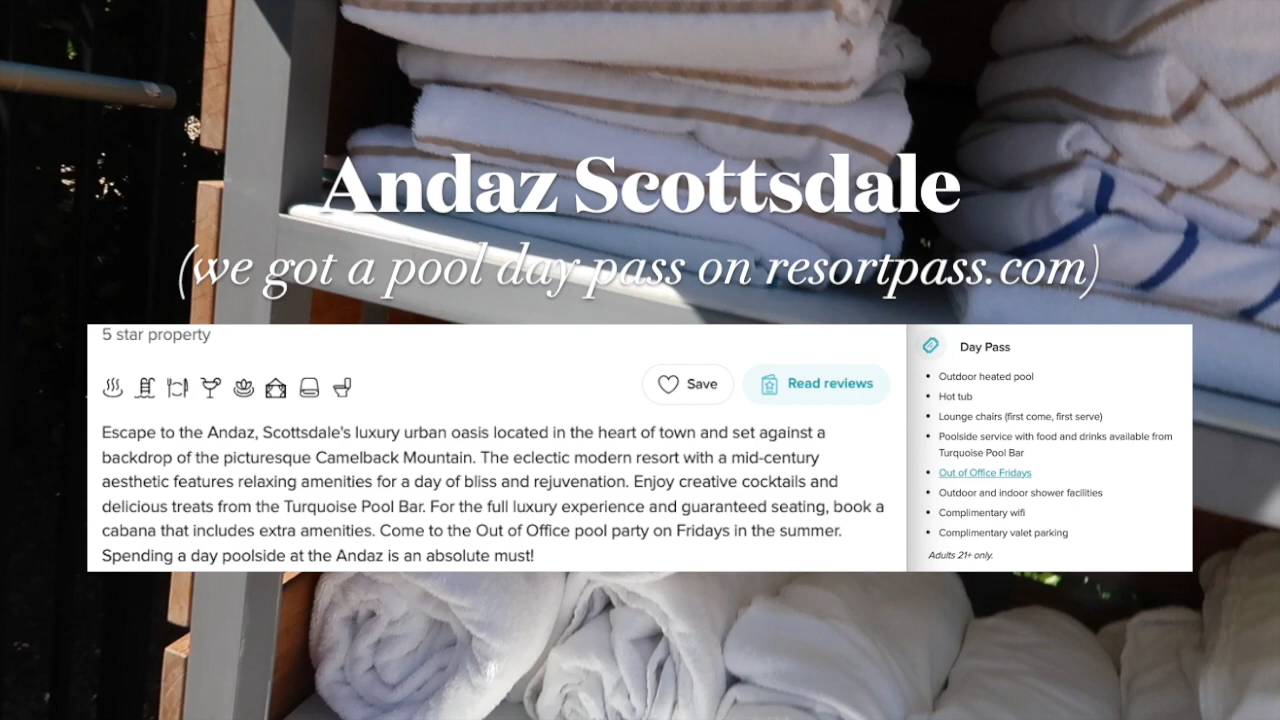 Andaz Scottsdale
(we got a pool day pass on resortpass.com)
5 star property
Save
Read reviews
Escape to the Andaz, Scottsdale's luxury urban oasis located in the heart of town and set against a
backdrop of the picturesque Camelback Mountain. The eclectic modern resort with a mid-century
aesthetic features relaxing amenities for a day of bliss and rejuvenation. Enjoy creative cocktails and
delicious treats from the Turquoise Pool Bar. For the full luxury experience and guaranteed seating, book a
cabana that includes extra amenities. Come to the Out of Office pool party on Fridays in the summer.
Spending a day poolside at the Andaz is an absolute must!
Day Pass
• Outdoor heated pool
• Hot tub
• Lounge chairs (first come, first serve)
• Poolside service with food and drinks available from
Turquoise Pool Bar
• Out of Office Fridays
• Outdoor and indoor shower facilities
• Complimentary wifi
• Complimentary valet parking
Adults 21+ only.